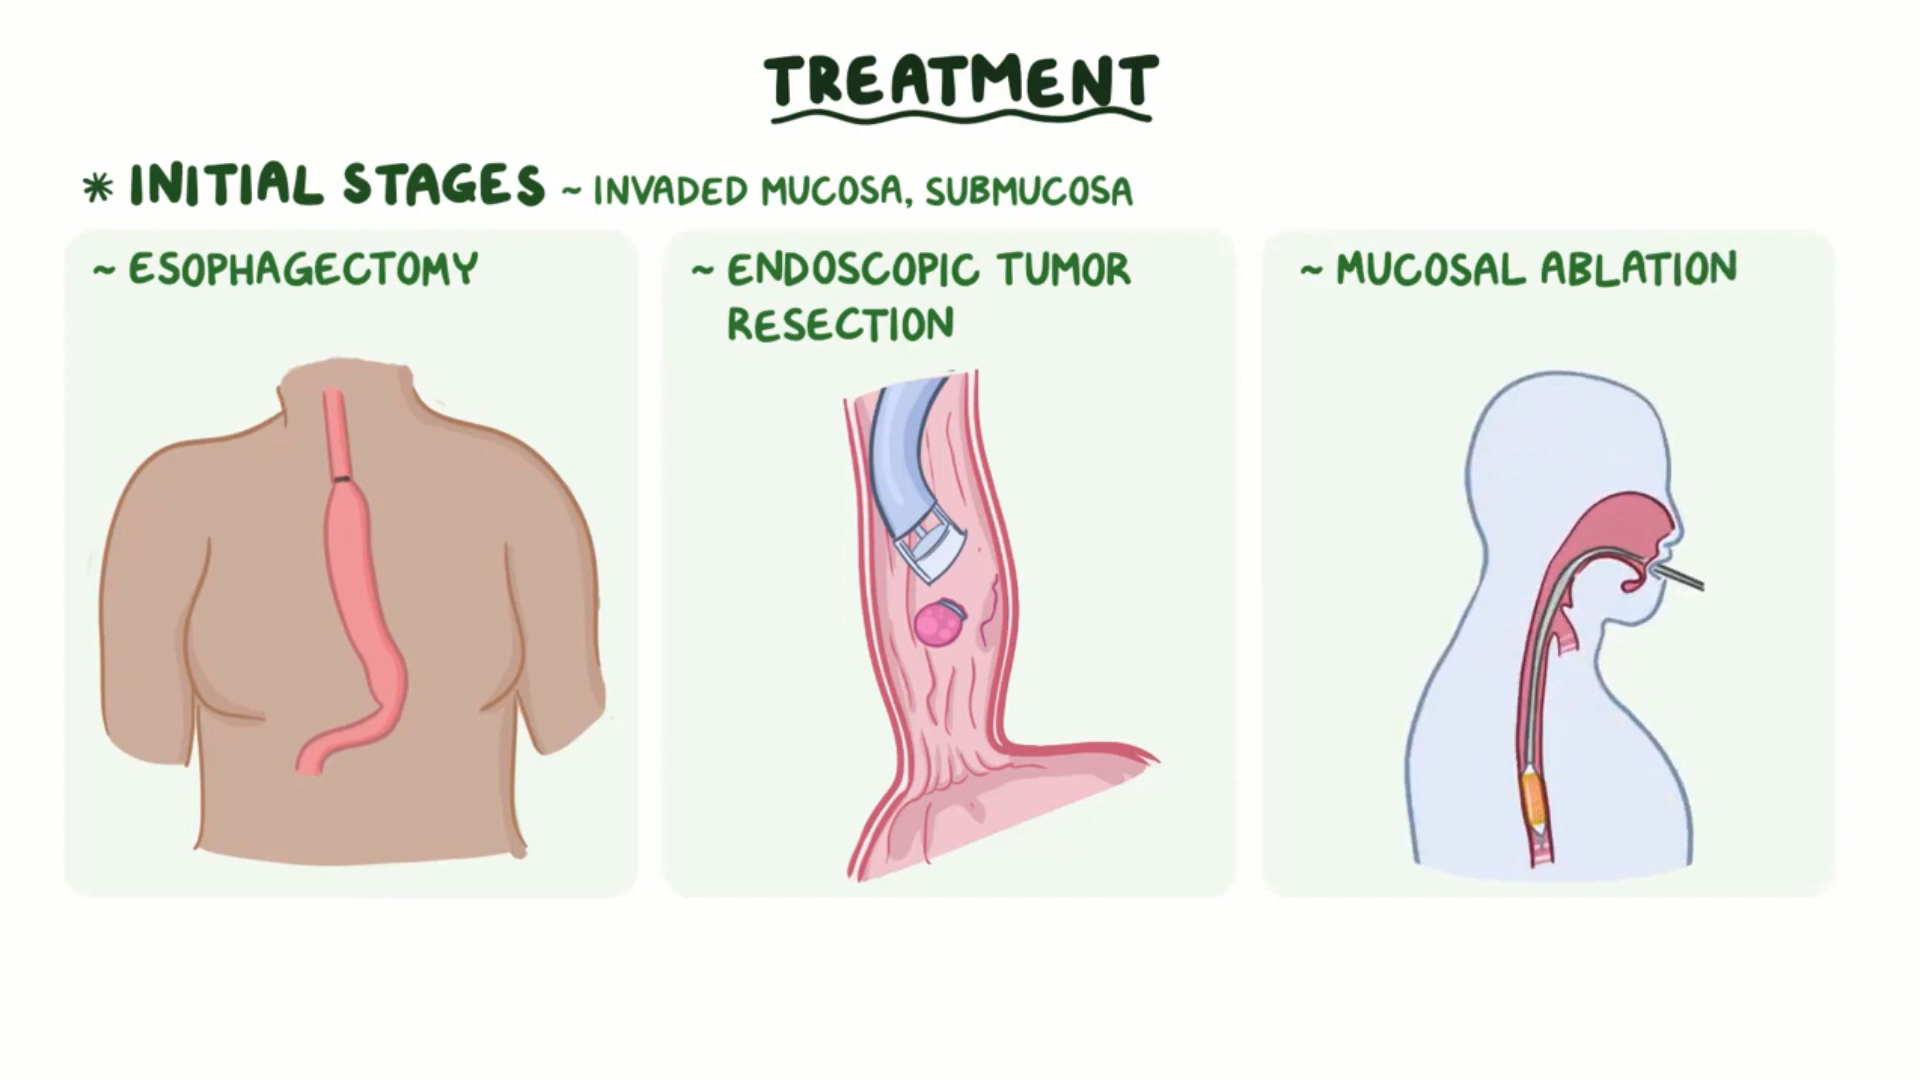 TREATMENT
* INITIAL STAGES ~ INVADED MUCOSA, SUBMUCOSA
~ ESOPHAGECTOMY
~ ENDOSCOPIC TUMOR
RESECTION
~ MUCOSAL ABLATION